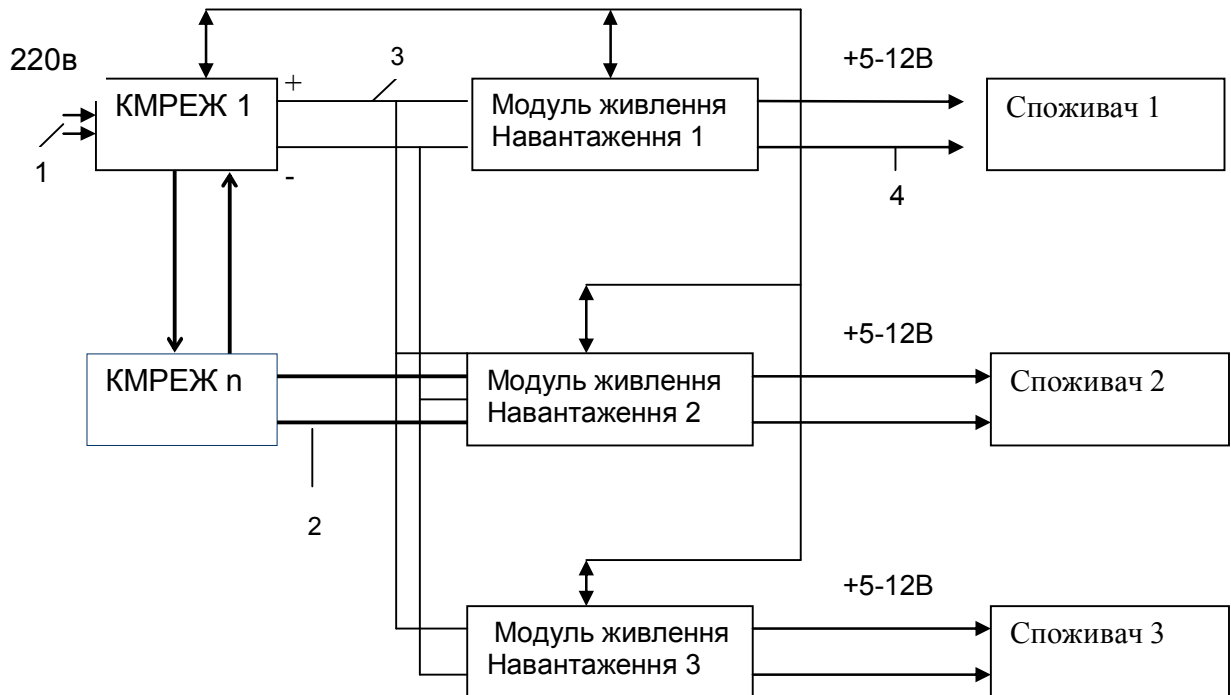 220в
КМРЕЖ 1
+
-
3
1
Модуль живлення
Навантаження 1
+5-12В
4
Споживач 1
КМРЕЖ n
2
Модуль живлення
Навантаження 2
+5-12В
Споживач 2
Модуль живлення
Навантаження 3
+5-12В
Споживач 3